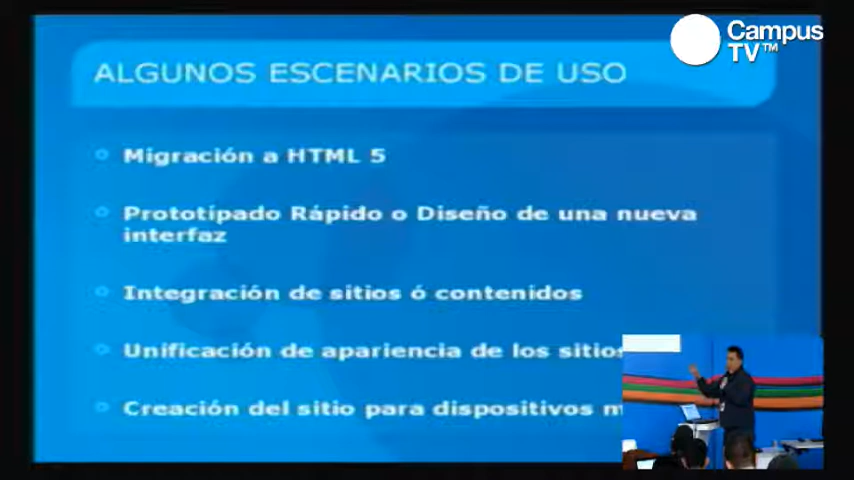 Campus
TV™
ALGUNOS ESCENARIOS DE USO
Migración a HTML 5
Prototipado Rápido o Diseño de una nueva
interfaz
Integración de sitios ó contenidos
Unificación de apariencia de los sitios
Creación del sitio para dispositivos